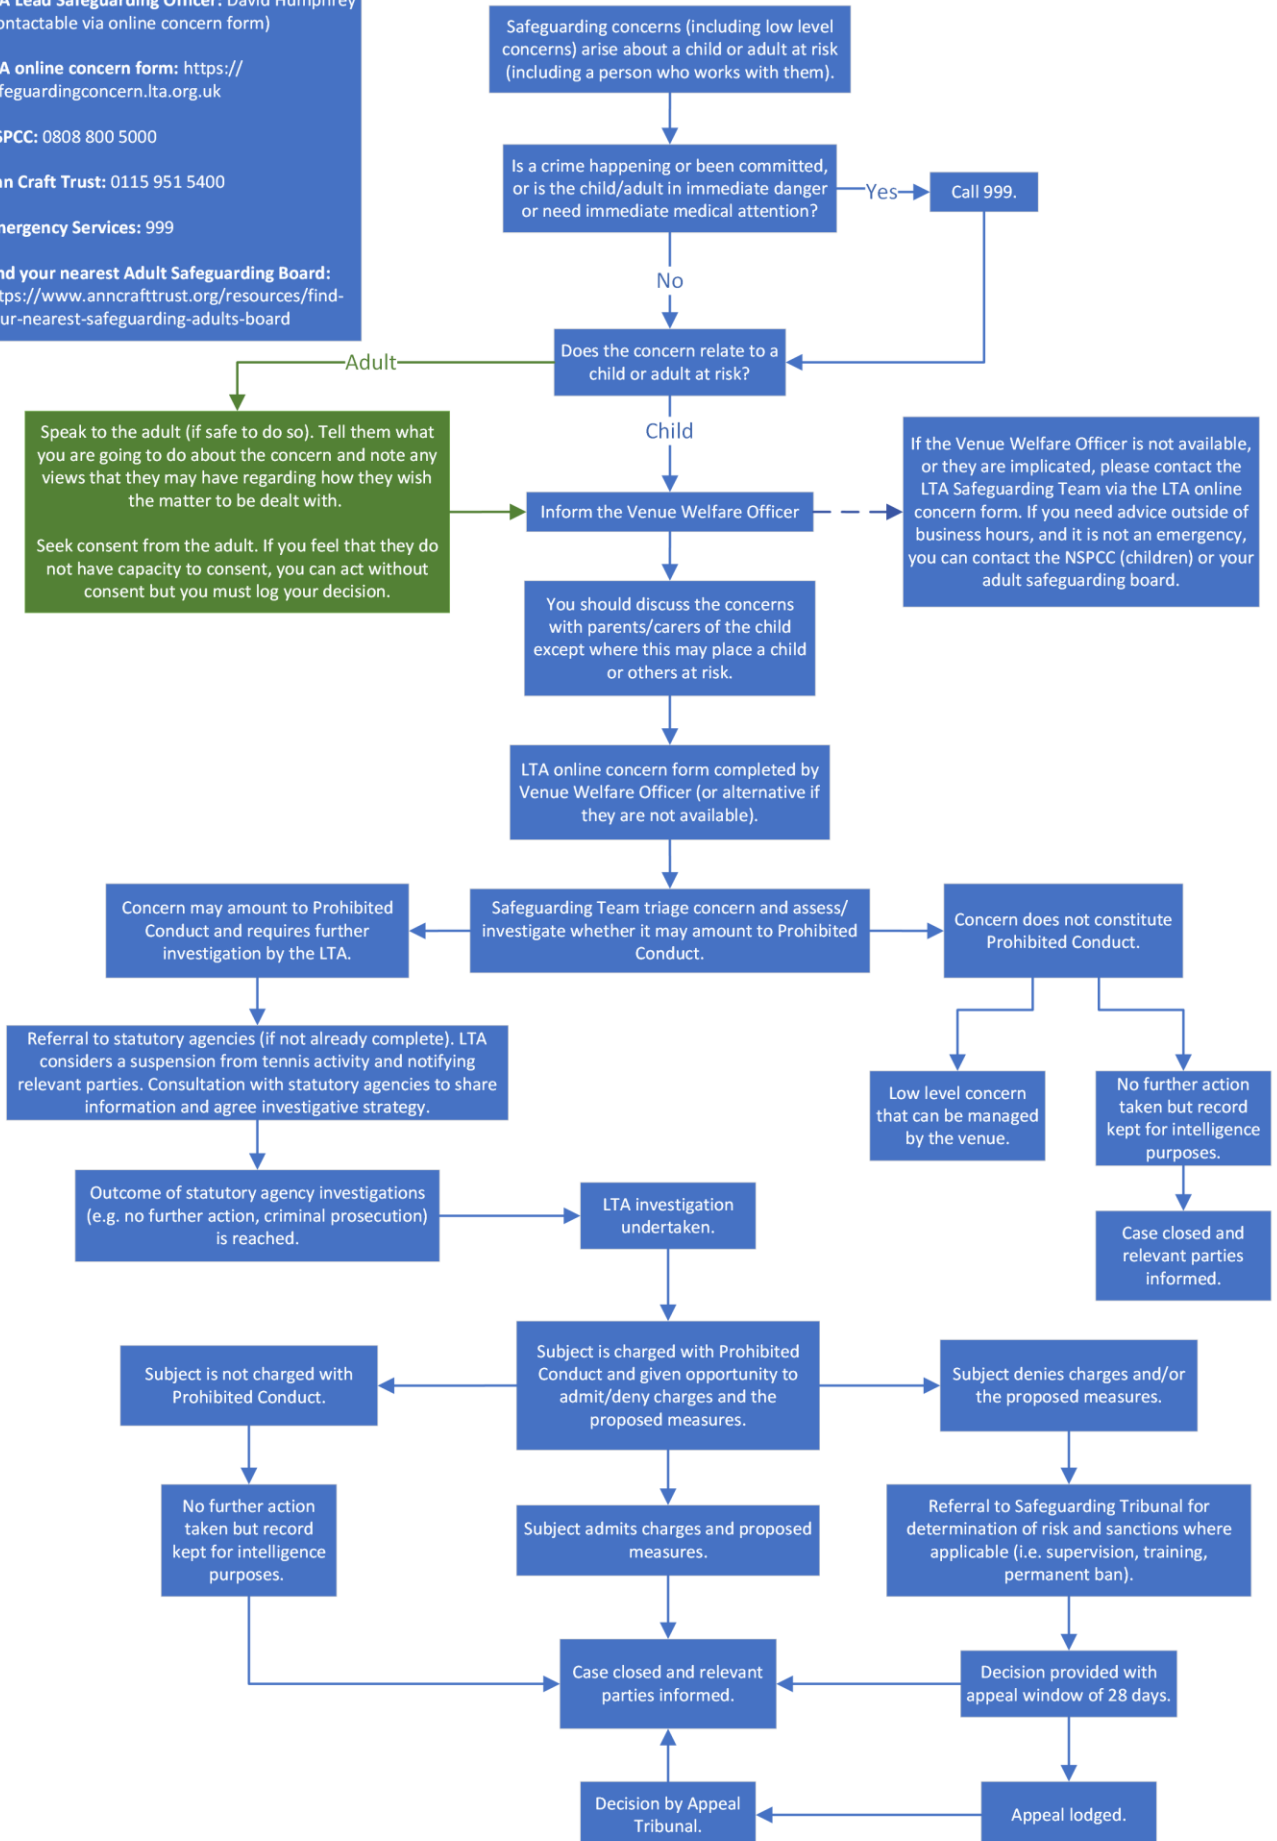 Lead Safeguarding Officer: David Humphrey
ontactable via online concern form)
A online concern form: https://
feguardingconcern.lta.org.uk
SPCC: 0808 800 5000
n Craft Trust: 0115 951 5400
mergency Services: 999
nd your nearest Adult Safeguarding Board:
tps://www.anncrafttrust.org/resources/find-
ur-nearest-safeguarding-adults-board
Safeguarding concerns (including low level
concerns) arise about a child or adult at risk
(including a person who works with them).
Is a crime happening or been committed,
or is the child/adult in immediate danger
or need immediate medical attention?
Yes
Call 999.
No
Does the concern relate to a
child or adult at risk?
Adult
Child
Speak to the adult (if safe to do so). Tell them what
you are going to do about the concern and note any
views that they may have regarding how they wish
the matter to be dealt with.
Seek consent from the adult. If you feel that they do
not have capacity to consent, you can act without
consent but you must log your decision.
Inform the Venue Welfare Officer
If the Venue Welfare Officer is not available,
or they are implicated, please contact the
LTA Safeguarding Team via the LTA online
concern form. If you need advice outside of
business hours, and it is not an emergency,
you can contact the NSPCC (children) or your
adult safeguarding board.
You should discuss the concerns
with parents/carers of the child
except where this may place a child
or others at risk.
LTA online concern form completed by
Venue Welfare Officer (or alternative if
they are not available).
Concern may amount to Prohibited
Conduct and requires further
investigation by the LTA.
Safeguarding Team triage concern and assess/
investigate whether it may amount to Prohibited
Conduct.
Concern does not constitute
Prohibited Conduct.
Referral to statutory agencies (if not already complete). LTA
considers a suspension from tennis activity and notifying
relevant parties. Consultation with statutory agencies to share
information and agree investigative strategy.
Low level concern
that can be managed
by the venue.
No further action
taken but record
kept for intelligence
purposes.
Outcome of statutory agency investigations
(e.g. no further action, criminal prosecution)
is reached.
LTA investigation
undertaken.
Case closed and
relevant parties
informed.
Subject is not charged with
Prohibited Conduct.
Subject is charged with Prohibited
Conduct and given opportunity to
admit/deny charges and the
proposed measures.
Subject denies charges and/or
the proposed measures.
No further action
taken but record
kept for intelligence
purposes.
Subject admits charges and proposed
measures.
Referral to Safeguarding Tribunal for
determination of risk and sanctions where
applicable (i.e. supervision, training,
permanent ban).
Case closed and relevant
parties informed.
Decision provided with
appeal window of 28 days.
Decision by Appeal
Tribunal.
Appeal lodged.